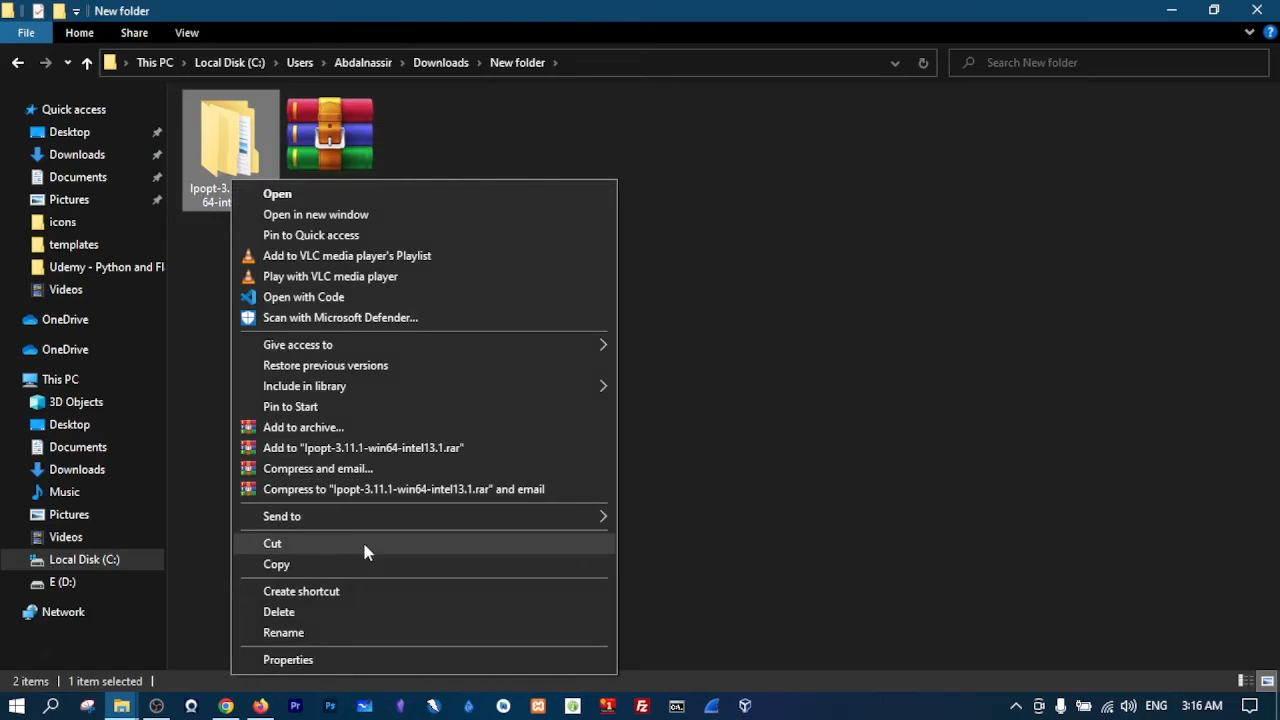 New folder
File
Home
Share
View
This PC
Local Disk (C:)
Users
Abdalnassir
Downloads
New folder
Search New folder
Quick access
Desktop
Downloads
Documents
Pictures
icons
templates
Udemy - Python and Fl
Videos
OneDrive
OneDrive
This PC
3D Objects
Desktop
Documents
Downloads
Music
Pictures
Videos
Local Disk (C:)
E (D:)
Network
Ipopt-3.
64-int
Open
Open in new window
Pin to Quick access
Add to VLC media player's Playlist
Play with VLC media player
Open with Code
Scan with Microsoft Defender...
Give access to
Restore previous versions
Include in library
Pin to Start
Add to archive...
Add to "Ipopt-3.11.1-win64-intel13.1.rar"
Compress and email...
Compress to "Ipopt-3.11.1-win64-intel13.1.rar" and email
Send to
Cut
Copy
Create shortcut
Delete
Rename
Properties
2 items
1 item selected
Pr
Ps
ENG
3:16 AM